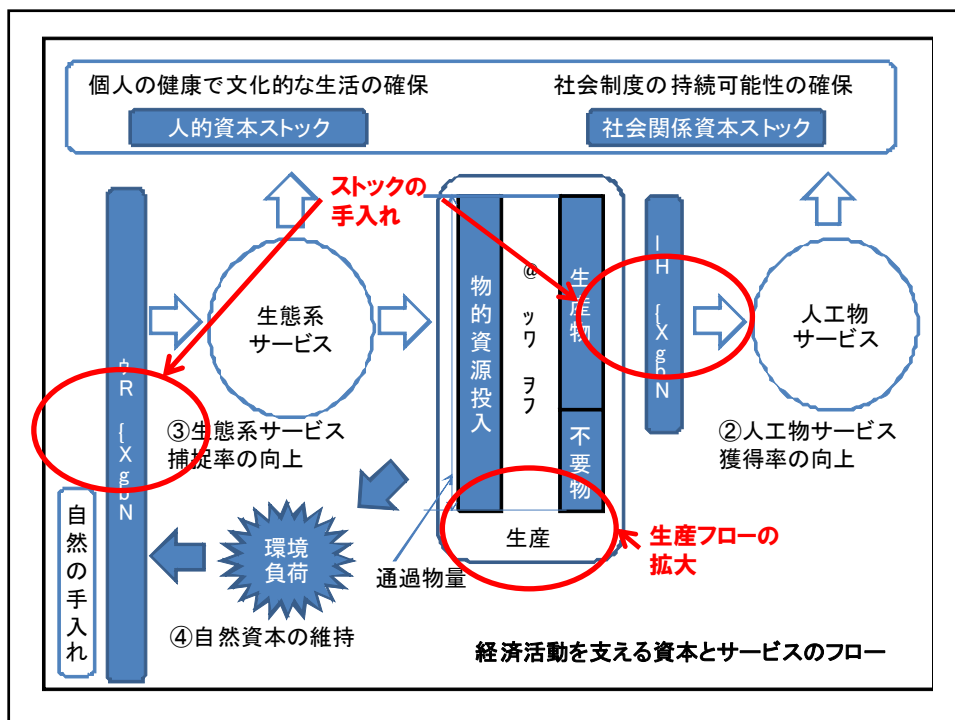 個人の健康で文化的な生活の確保
人的資本ストック
社会制度の持続可能性の確保
社会関係資本ストック
ストックの
手入れ
生態系
サービス
物的資源投入
生産物
不要物
人工物
サービス
③生態系サービス
捕捉率の向上
②人工物サービス
獲得率の向上
自然の手入れ
環境
負荷
生産
通過物量
生産フローの
拡大
④自然資本の維持
経済活動を支える資本とサービスのフロー